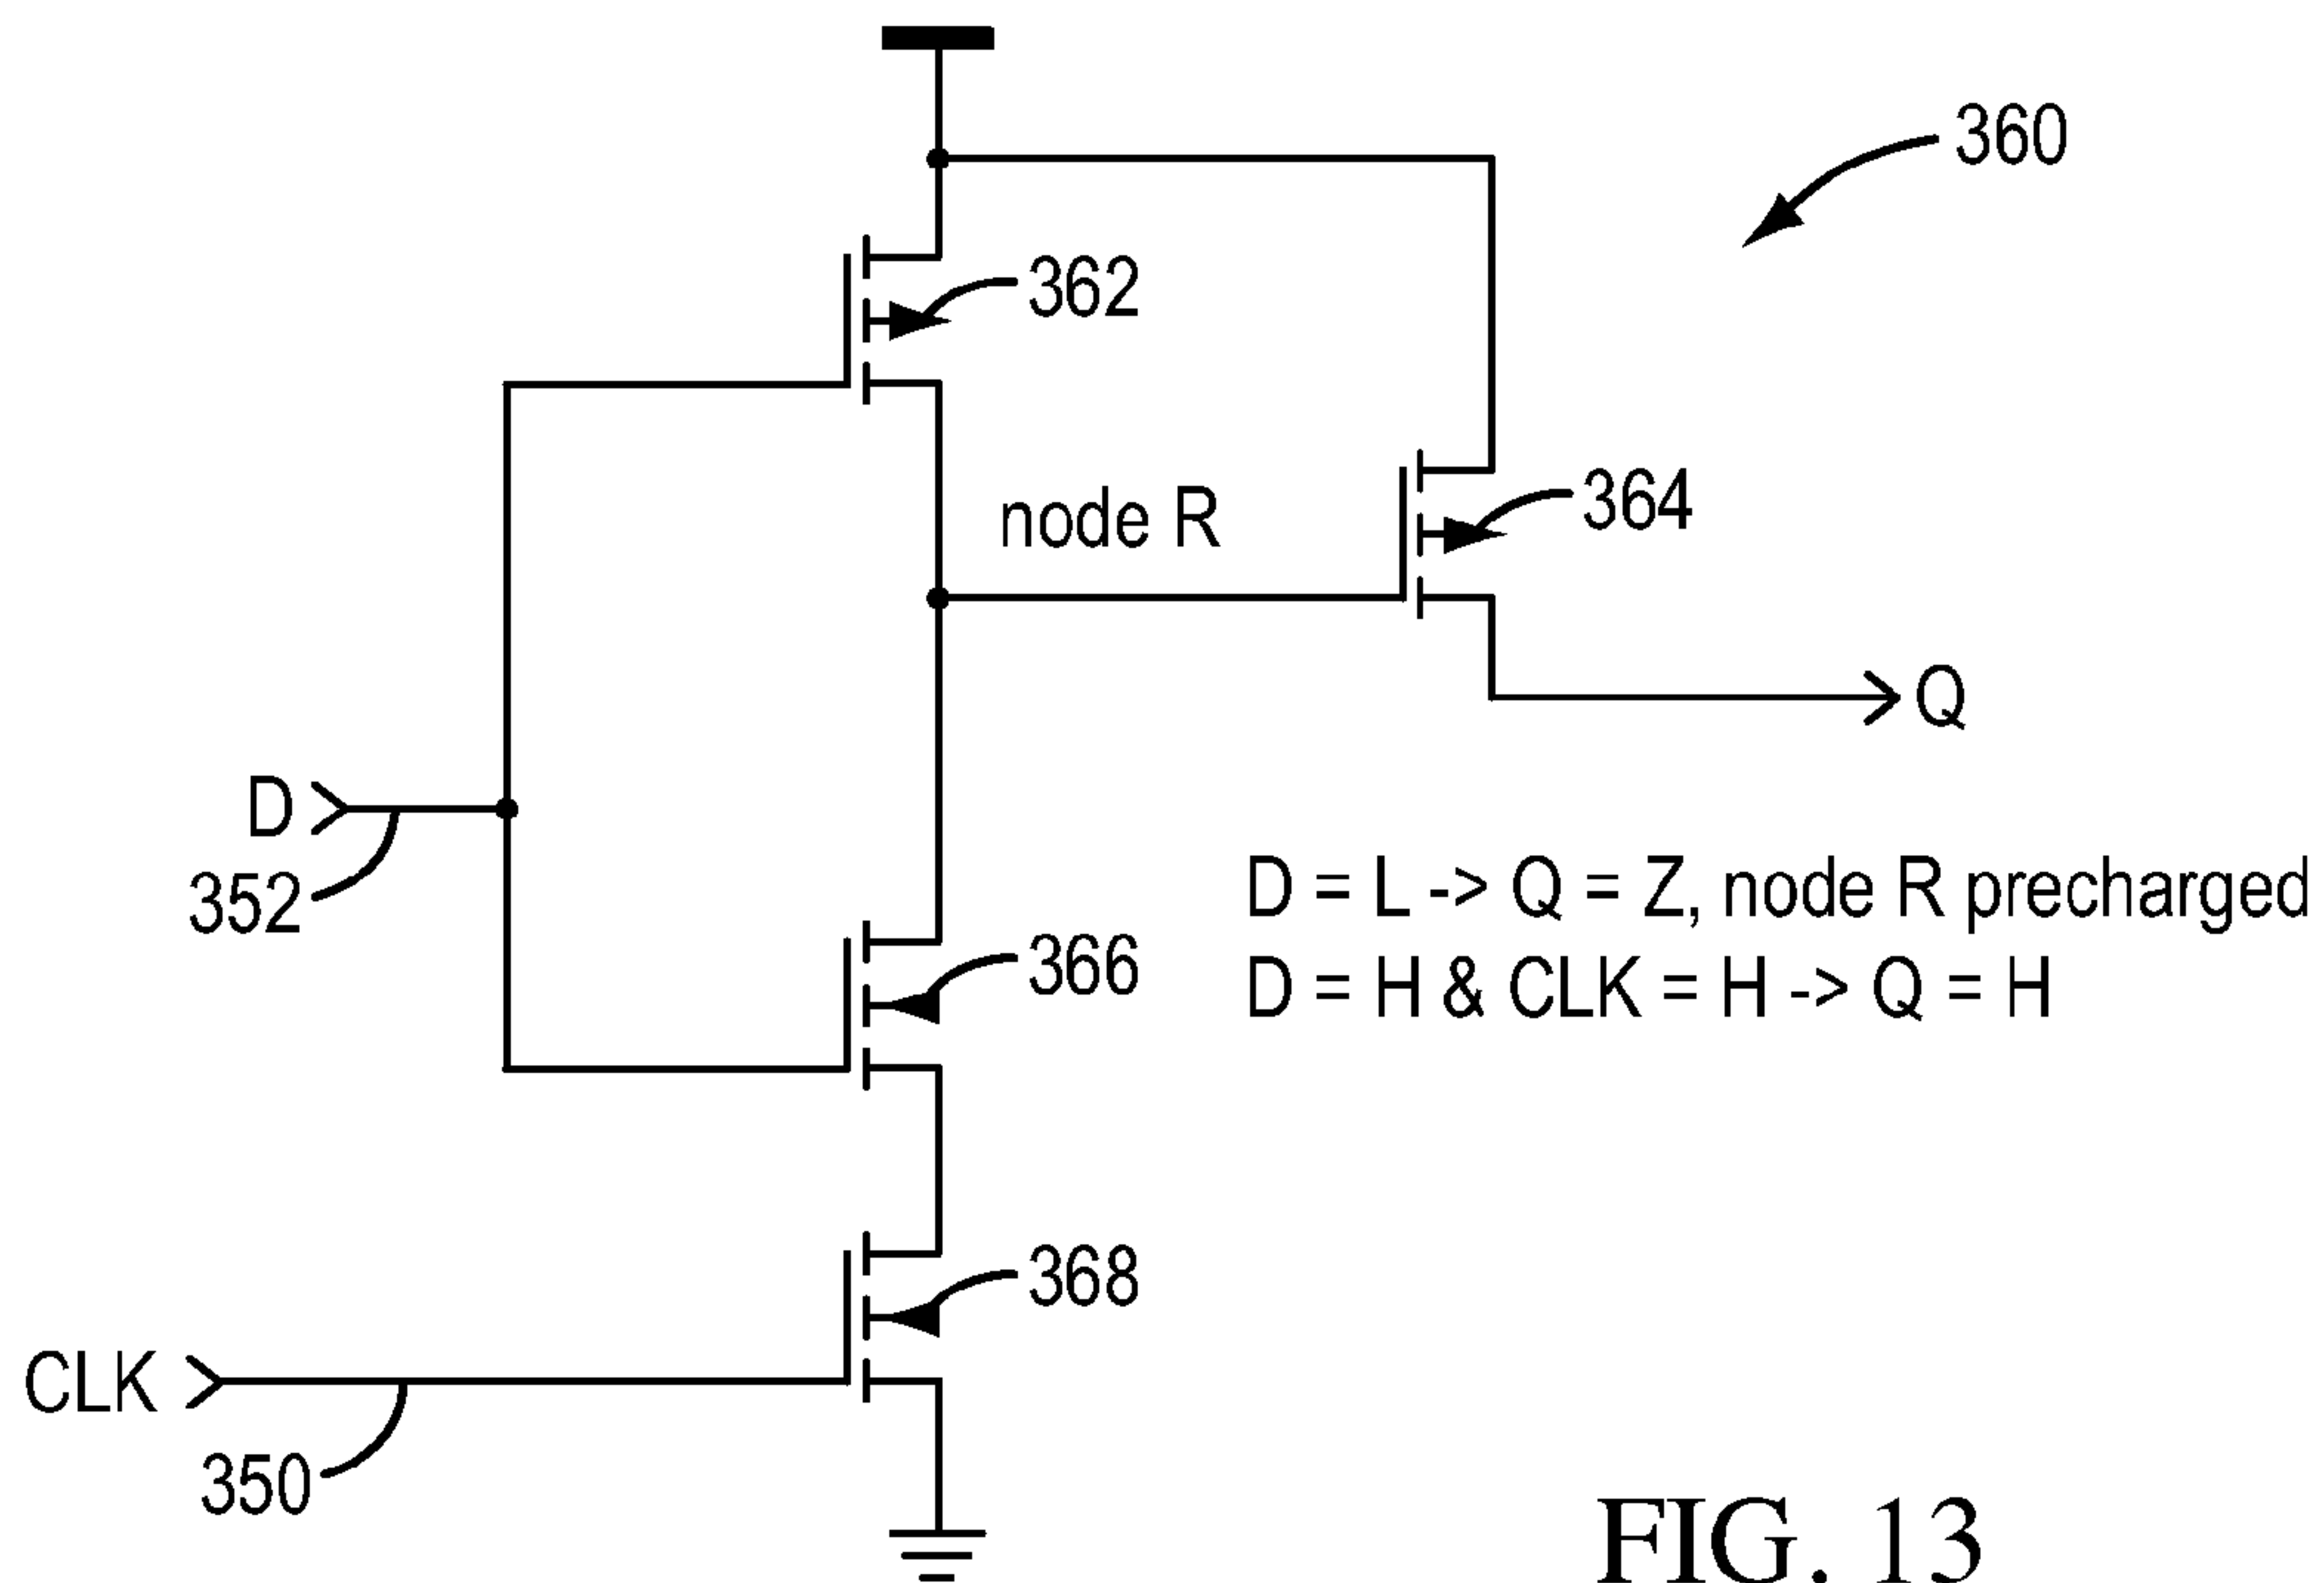 360
362
364
node R
Q
D
352
D = L -> Q = Z, node R precharged
D = H & CLK = H -> Q = H
366
368
CLK
350
FIG. 13